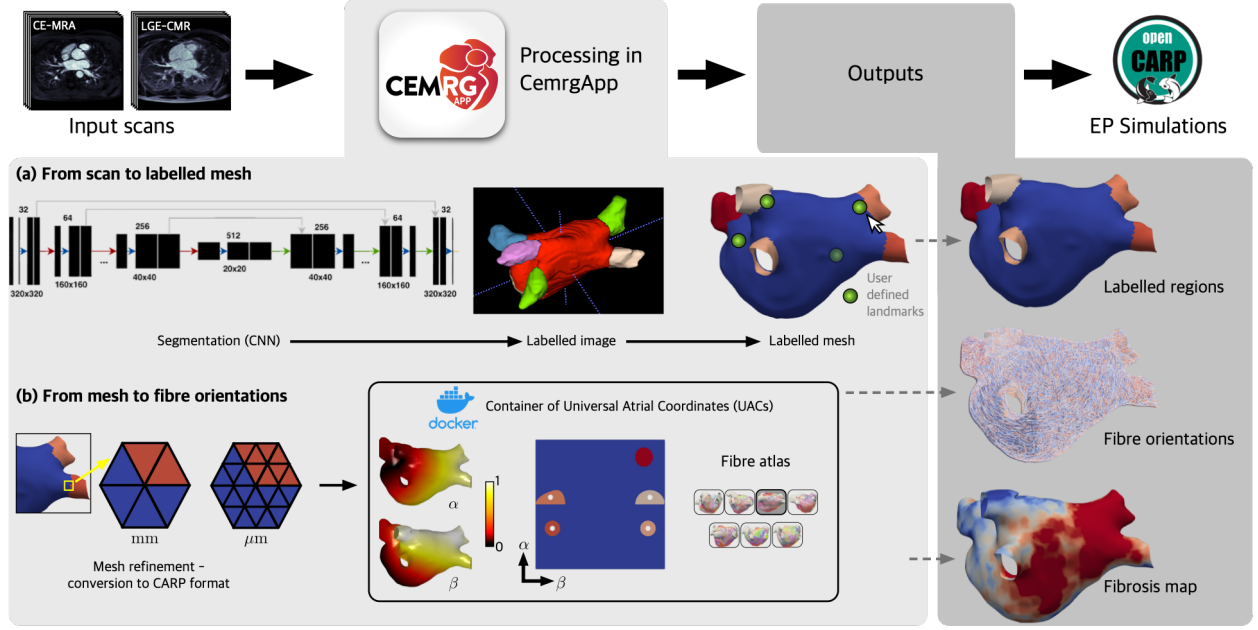 CE-MRA
LGE-CMR
Input scans
CEMRG
APP
Processing in
CemrgApp
Outputs
open
CARP
EP Simulations
(a) From scan to labelled mesh
32
64
256
512
256
64
32
...
...
320x320
160x160
40x40
20x20
40x40
160x160
320x320
User
defined
landmarks
Segmentation (CNN)
Labelled image
Labelled mesh
Labelled regions
(b) From mesh to fibre orientations
mm
μm
Mesh refinement -
conversion to CARP format
docker
Container of Universal Atrial Coordinates (UACs)
α
β
1
0
α
β
Fibre atlas
Fibre orientations
Fibrosis map